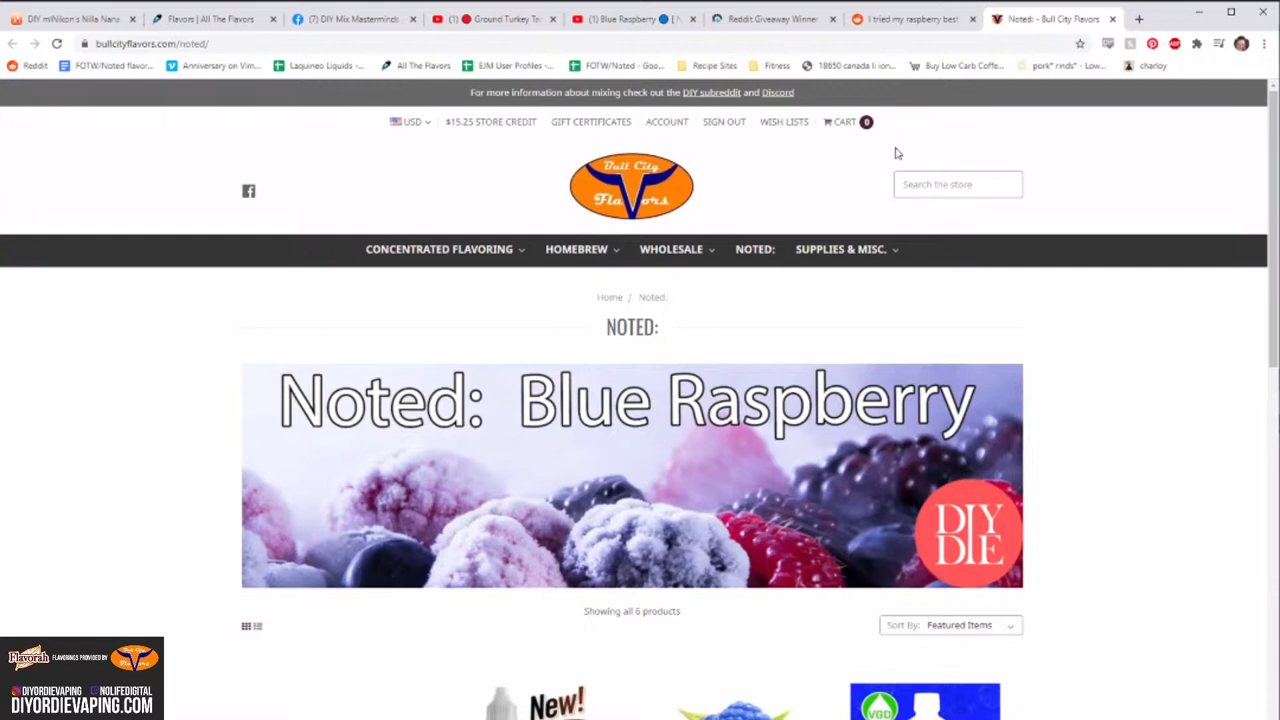 DIY mINikon's Nilla Nana
Flavors | All The Flavors
(7) DIY Mix Masterminds
(1) 🔴 Ground Turkey Ta
(1) Blue Raspberry 🔵 [ N
Reddit Giveaway Winner
I tried my raspberry best
Noted: - Bull City Flavors
bullcityflavors.com/noted/
Reddit
FOTW/Noted flavor...
Anniversary on Vim...
Laquineo Liquids -...
All The Flavors
EJM User Profiles -...
FOTW/Noted - Goo...
Recipe Sites
Fitness
18650 canada li ion...
Buy Low Carb Coffe...
pork* rinds* - Low...
charloy
For more information about mixing check out the DIY subreddit and Discord
USD
$15.25 STORE CREDIT
GIFT CERTIFICATES
ACCOUNT
SIGN OUT
WISH LISTS
CART 0
Bull City
Flavors
Search the store
CONCENTRATED FLAVORING
HOMEBREW
WHOLESALE
NOTED:
SUPPLIES & MISC.
Home / Noted:
NOTED:
Noted: Blue Raspberry
DIY
DIE
Showing all 6 products
Sort By: Featured Items
New!
VGD
Flavorah
FLAVORINGS PROVIDED BY
Bull City
Flavors
DIYORDIEVAPING
NOLIFEDIGITAL
DIYORDIEVAPING.COM